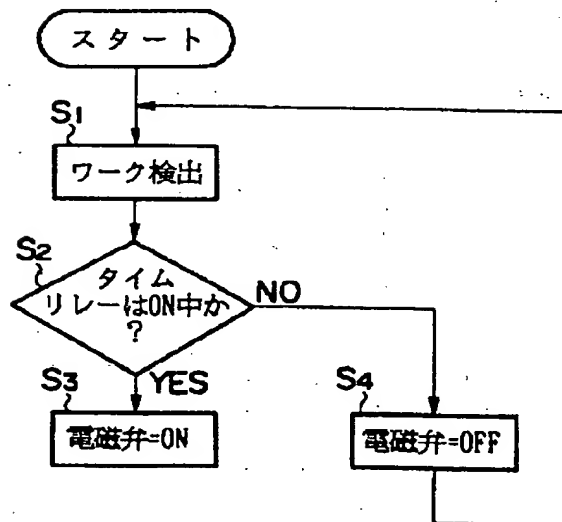 スタート
S1
ワーク検出
S2
タイム
リレーはON中か
?
NO
YES
S3
電磁弁=ON
S4
電磁弁=OFF